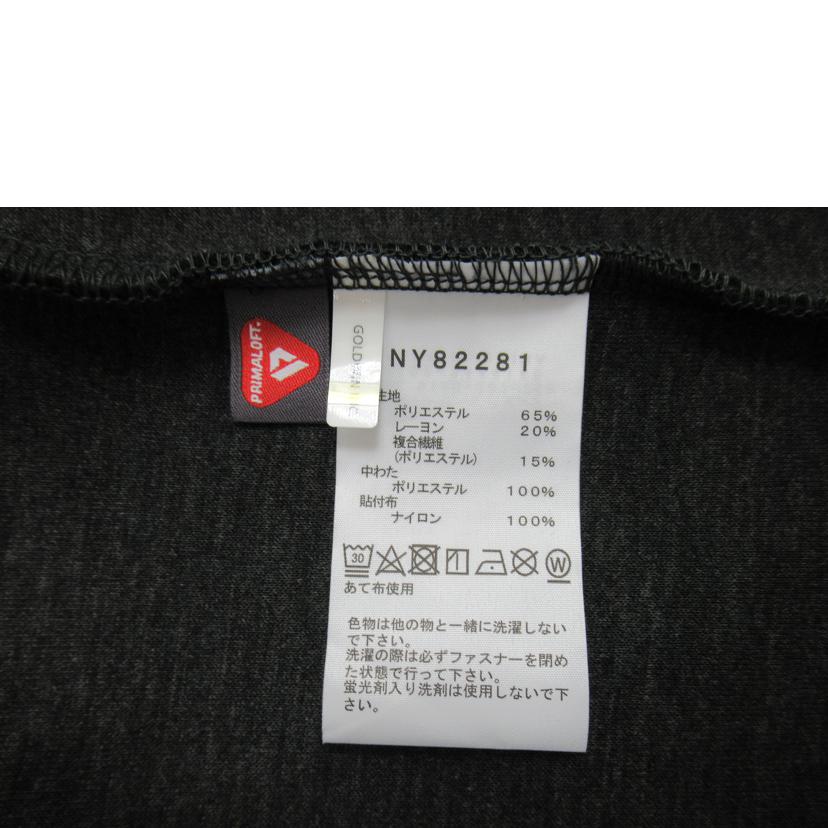 PRIMALOFT.
GOLDWIN INC.
NY82281
生地
ポリエステル 65%
レーヨン 20%
複合繊維
(ポリエステル) 15%
中わた
ポリエステル 100%
貼付布
ナイロン 100%
30 W
あて布使用
色物は他の物と一緒に洗濯しない
で下さい。
洗濯の際は必ずファスナーを閉め
た状態で行って下さい。
蛍光剤入り洗剤は使用しないで下
さい。